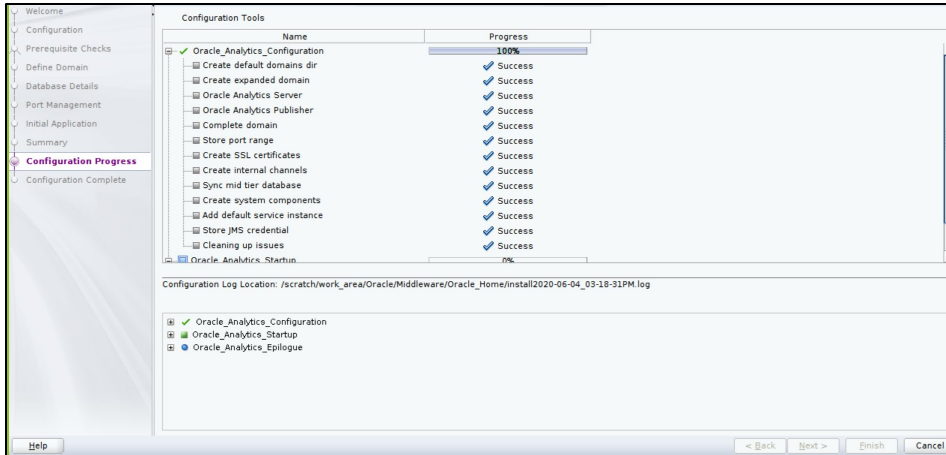 Welcome
Configuration
Prerequisite Checks
Define Domain
Database Details
Port Management
Initial Application
Summary
Configuration Progress
Configuration Complete
Configuration Tools
Name Progress
Oracle_Analytics_Configuration 100%
Create default domains dir Success
Create expanded domain Success
Oracle Analytics Server Success
Oracle Analytics Publisher Success
Complete domain Success
Store port range Success
Create SSL certificates Success
Create internal channels Success
Sync mid tier database Success
Create system components Success
Add default service instance Success
Store JMS credential Success
Cleaning up issues Success
Oracle_Analytics_Startup 0%
Configuration Log Location: /scratch/work_area/Oracle/Middleware/Oracle_Home/install2020-06-04_03-18-31PM.log
Oracle_Analytics_Configuration
Oracle_Analytics_Startup
Oracle_Analytics_Epilogue
Help < Back Next > Finish Cancel